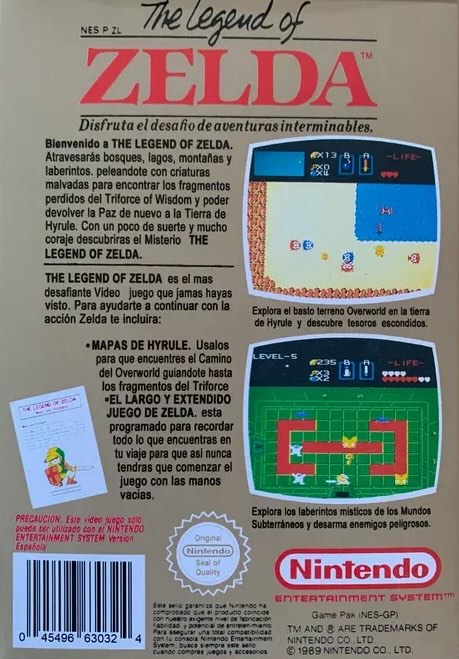 NES P ZL
The Legend of
ZELDA™
Disfruta el desafio de aventuras interminables.
Bienvenido a THE LEGEND OF ZELDA.
Atravesarás bosques, lagos, montañas y
laberintos. peleandote con criaturas
malvadas para encontrar los fragmentos
perdidos del Triforce of Wisdom y poder
devolver la Paz de nuevo a la Tierra de
Hyrule. Con un poco de suerte y mucho
coraje descubriras el Misterio THE
LEGEND OF ZELDA.
THE LEGEND OF ZELDA es el mas
desafiante Video juego que jamas hayas
visto. Para ayudarte a continuar con la
acción Zelda te incluira:
•MAPAS DE HYRULE. Usalos
para que encuentres el Camino
del Overworld guiandote hasta
los fragmentos del Triforce
•EL LARGO Y EXTENDIDO
JUEGO DE ZELDA. esta
programado para recordar
todo lo que encuentras en
tu viaje para que asi nunca
tendras que comenzar el
juego con las manos
vacias.
X13 B A -LIFE-
X0
Explora el basto terreno Overworld en la tierra
de Hyrule y descubre tesoros escondidos.
LEVEL-5
235 B A -LIFE-
X3
X2
Explora los laberintos misticos de los Mundos
Subterráneos y desarma enemigos peligrosos.
THE LEGEND OF ZELDA
PRECAUCION: Este video juego solo
puede ser utilizado con el NINTENDO
ENTERTAINMENT SYSTEM Versión
Española
Original
Nintendo
Seal of
Quality
Este sello garantiza que Nintendo ha
comprobado que el producto coincide
con nuestro exigente nivel de fabricación
fiabilidad, y potencial de entretenimiento
Para asegurar una total compatibilidad
con tu consola Nintendo Entertainment
System, busca siempre este sello
cuando compres juegos y accesorios
0 45496 63032 4
Nintendo®
ENTERTAINMENT SYSTEM™
Game Pak (NES-GP)
TM AND ® ARE TRADEMARKS OF
NINTENDO CO., LTD.
© 1989 NINTENDO CO., LTD.